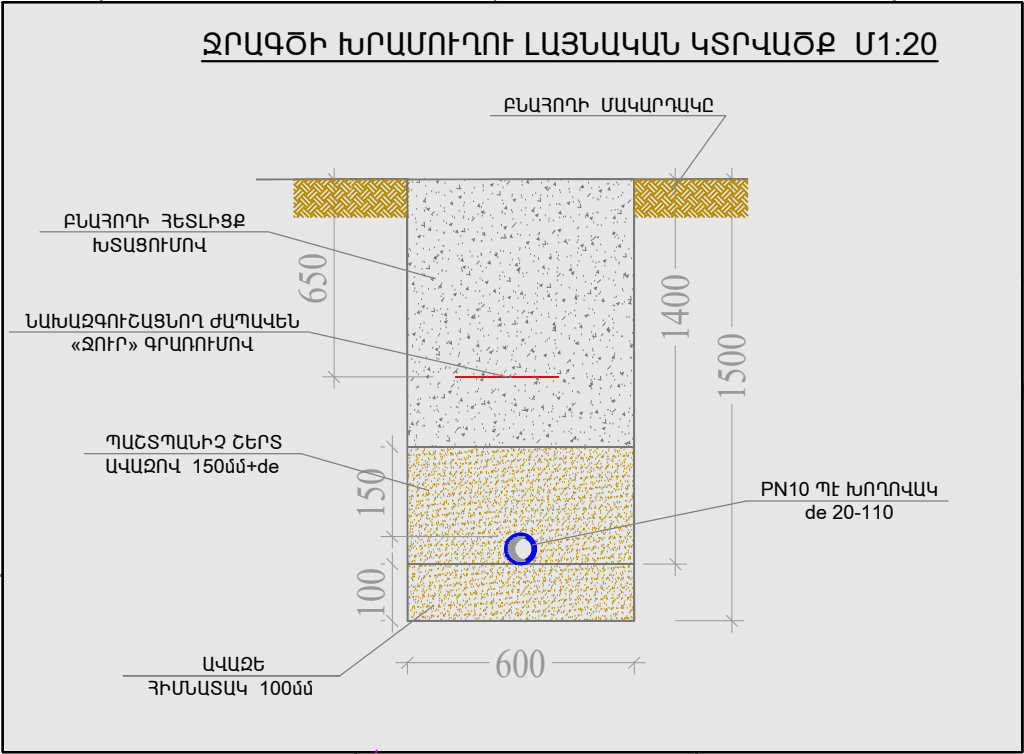 ՋՐԱԳԾԻ ԽՐԱՄՈՒՂՈՒ ԼԱՅՆԱԿԱՆ ԿՏՐՎԱԾՔ Մ1:20
ԲՆԱՀՈՂԻ ՄԱԿԱՐԴԱԿԸ
ԲՆԱՀՈՂԻ ՀԵՏԼԻՑՔ
ԽՏԱՑՈՒՄՈՎ
650
1400
ՆԱԽԱԶԳՈՒՇԱՑՆՈՂ ԺԱՊԱՎԵՆ
«ՋՈՒՐ» ԳՐԱՌՈՒՄՈՎ
1500
ՊԱՇՏՊԱՆԻՉ ՇԵՐՏ
ԱՎԱԶՈՎ 150մմ+de
150
PN10 ՊԷ ԽՈՂՈՎԱԿ
de 20-110
100
ԱՎԱԶԵ
ՀԻՄՆԱՏԱԿ 100մմ
600